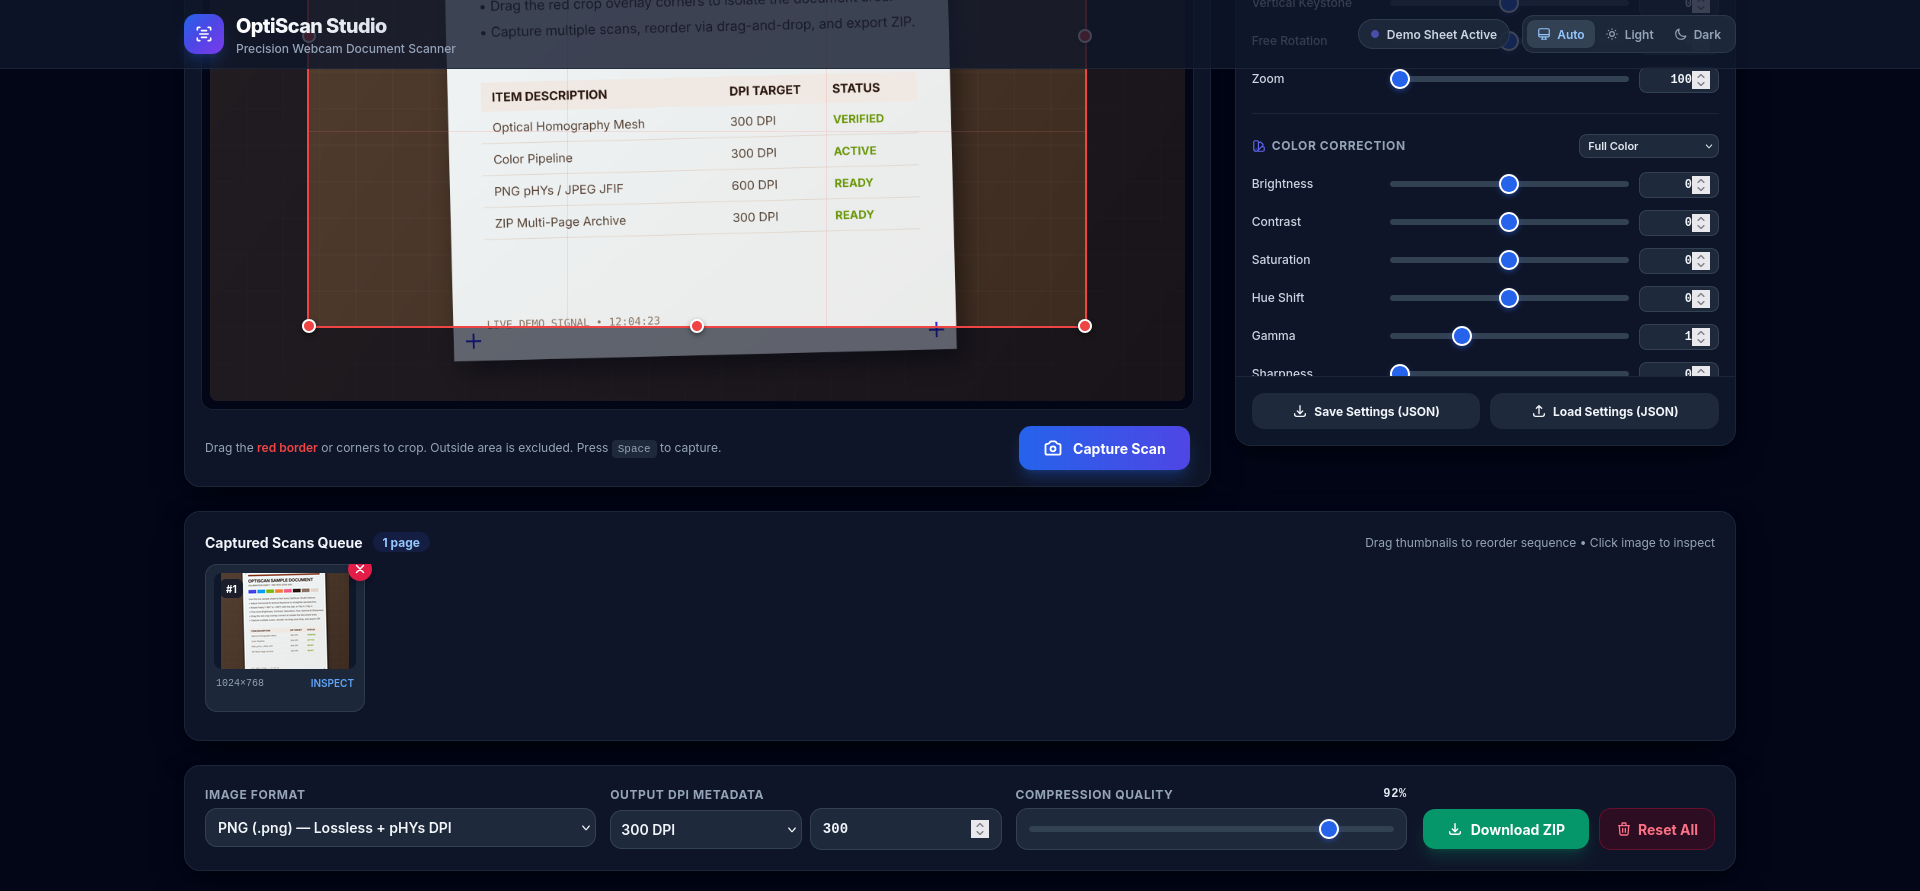 OptiScan Studio
Precision Webcam Document Scanner
Demo Sheet Active
Auto
Light
Dark
• Drag the red crop overlay corners to isolate the document area.
• Capture multiple scans, reorder via drag-and-drop, and export ZIP.
ITEM DESCRIPTION DPI TARGET STATUS
Optical Homography Mesh 300 DPI VERIFIED
Color Pipeline 300 DPI ACTIVE
PNG pHYs / JPEG JFIF 600 DPI READY
ZIP Multi-Page Archive 300 DPI READY
LIVE DEMO SIGNAL • 12:04:23
Drag the red border or corners to crop. Outside area is excluded. Press Space to capture.
Capture Scan
Vertical Keystone 0
Free Rotation
Zoom 100
COLOR CORRECTION Full Color
Brightness 0
Contrast 0
Saturation 0
Hue Shift 0
Gamma 1
Sharpness 0
Save Settings (JSON)
Load Settings (JSON)
Captured Scans Queue 1 page
Drag thumbnails to reorder sequence • Click image to inspect
#1
OPTISCAN SAMPLE DOCUMENT
1024×768 INSPECT
IMAGE FORMAT
PNG (.png) — Lossless + pHYs DPI
OUTPUT DPI METADATA
300 DPI
300
COMPRESSION QUALITY 92%
Download ZIP
Reset All